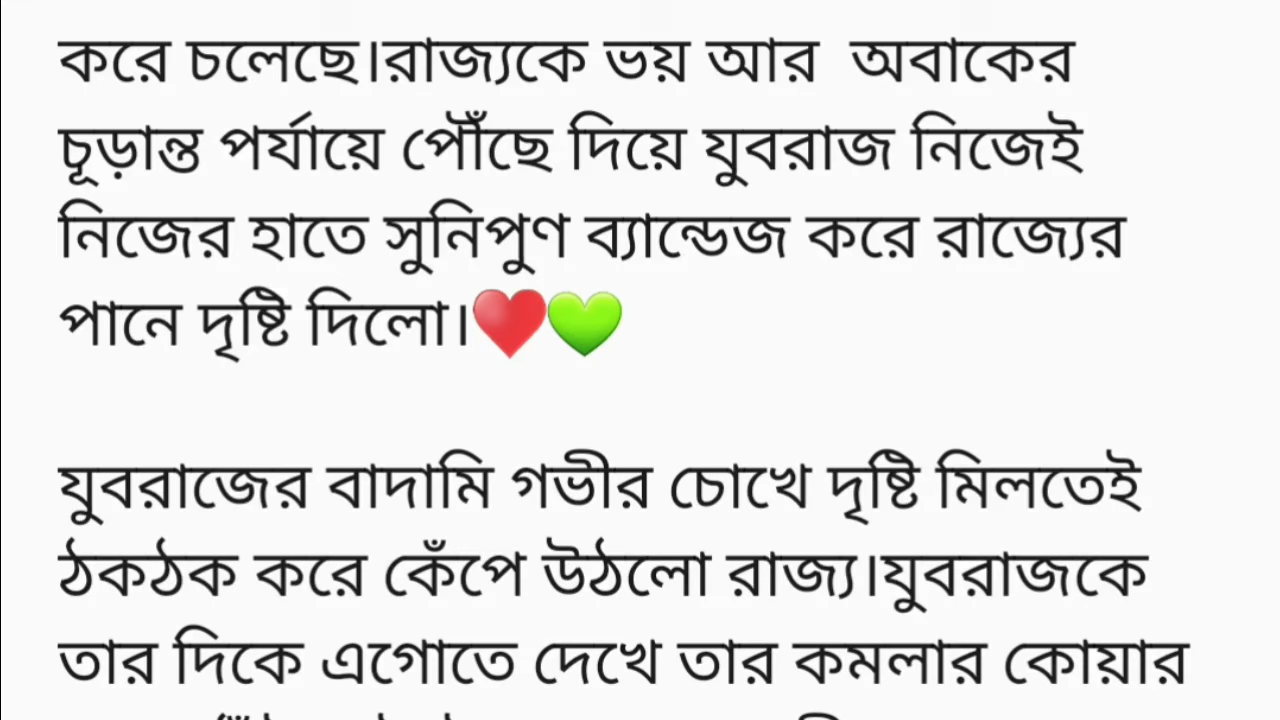 করে চলেছে।রাজ্যকে ভয় আর  অবাকের
চূড়ান্ত পর্যায়ে পৌঁছে দিয়ে যুবরাজ নিজেই
নিজের হাতে সুনিপুণ ব্যান্ডেজ করে রাজ্যের
পানে দৃষ্টি দিলো।♥️💚
যুবরাজের বাদামি গভীর চোখে দৃষ্টি মিলতেই
ঠকঠক করে কেঁপে উঠলো রাজ্য।যুবরাজকে
তার দিকে এগোতে দেখে তার কমলার কোয়ার